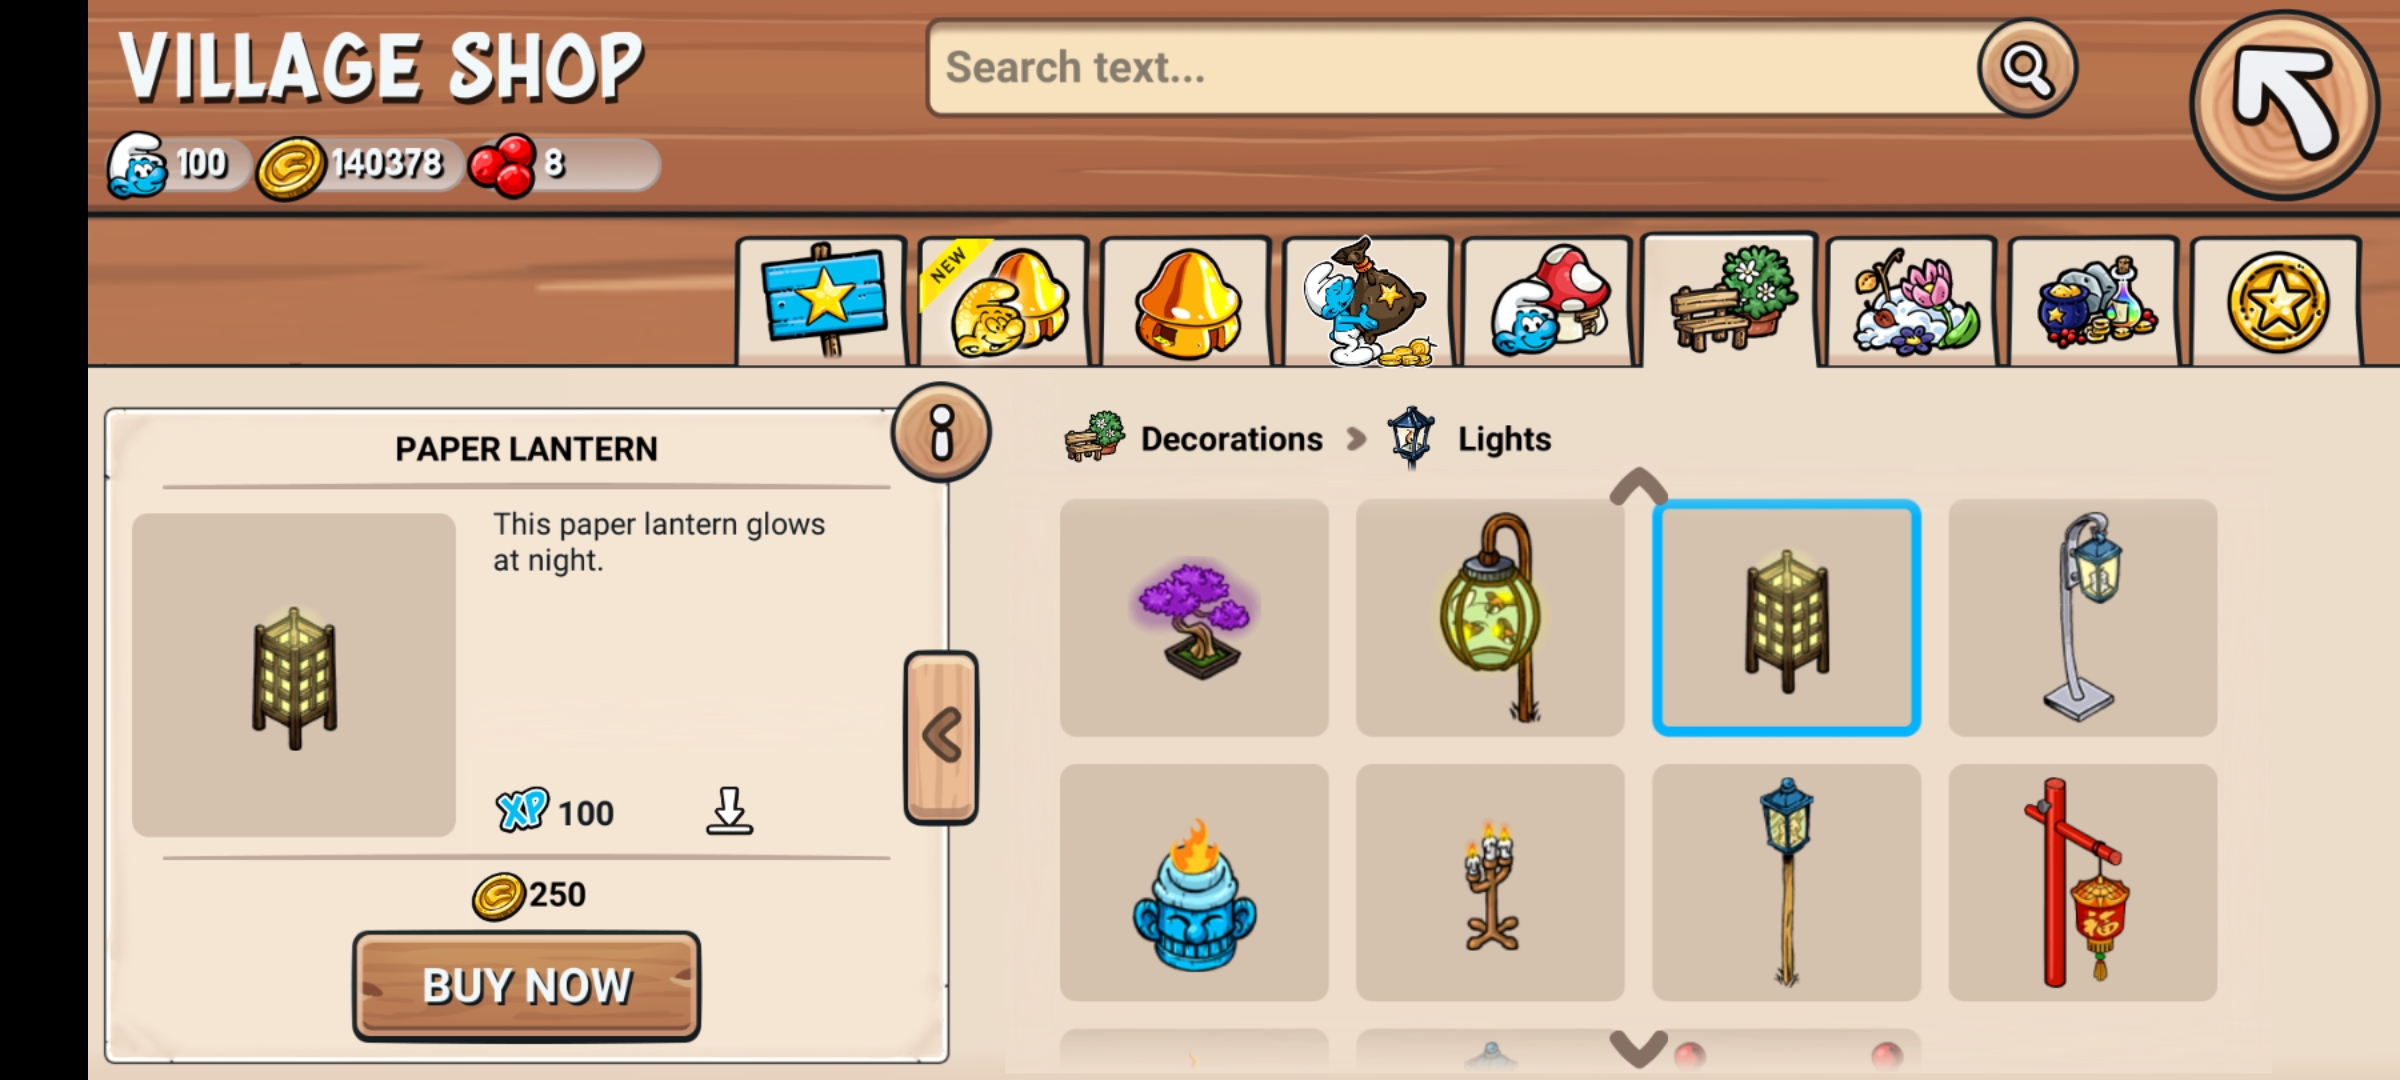 VILLAGE SHOP
Search text...
100
140378
8
NEW
PAPER LANTERN
This paper lantern glows
at night.
XP 100
250
BUY NOW
Decorations
Lights
福